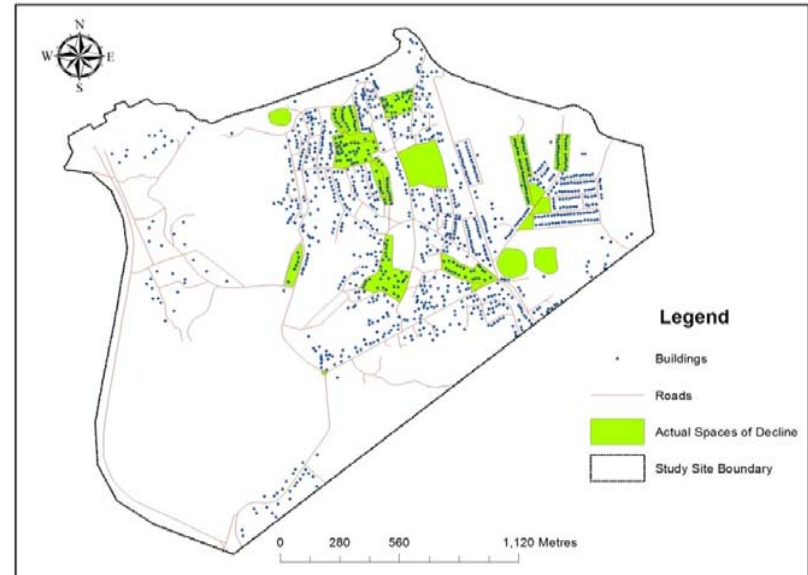 N
W E
S
Legend
Buildings
Roads
Actual Spaces of Decline
Study Site Boundary
0 280 560 1,120 Metres